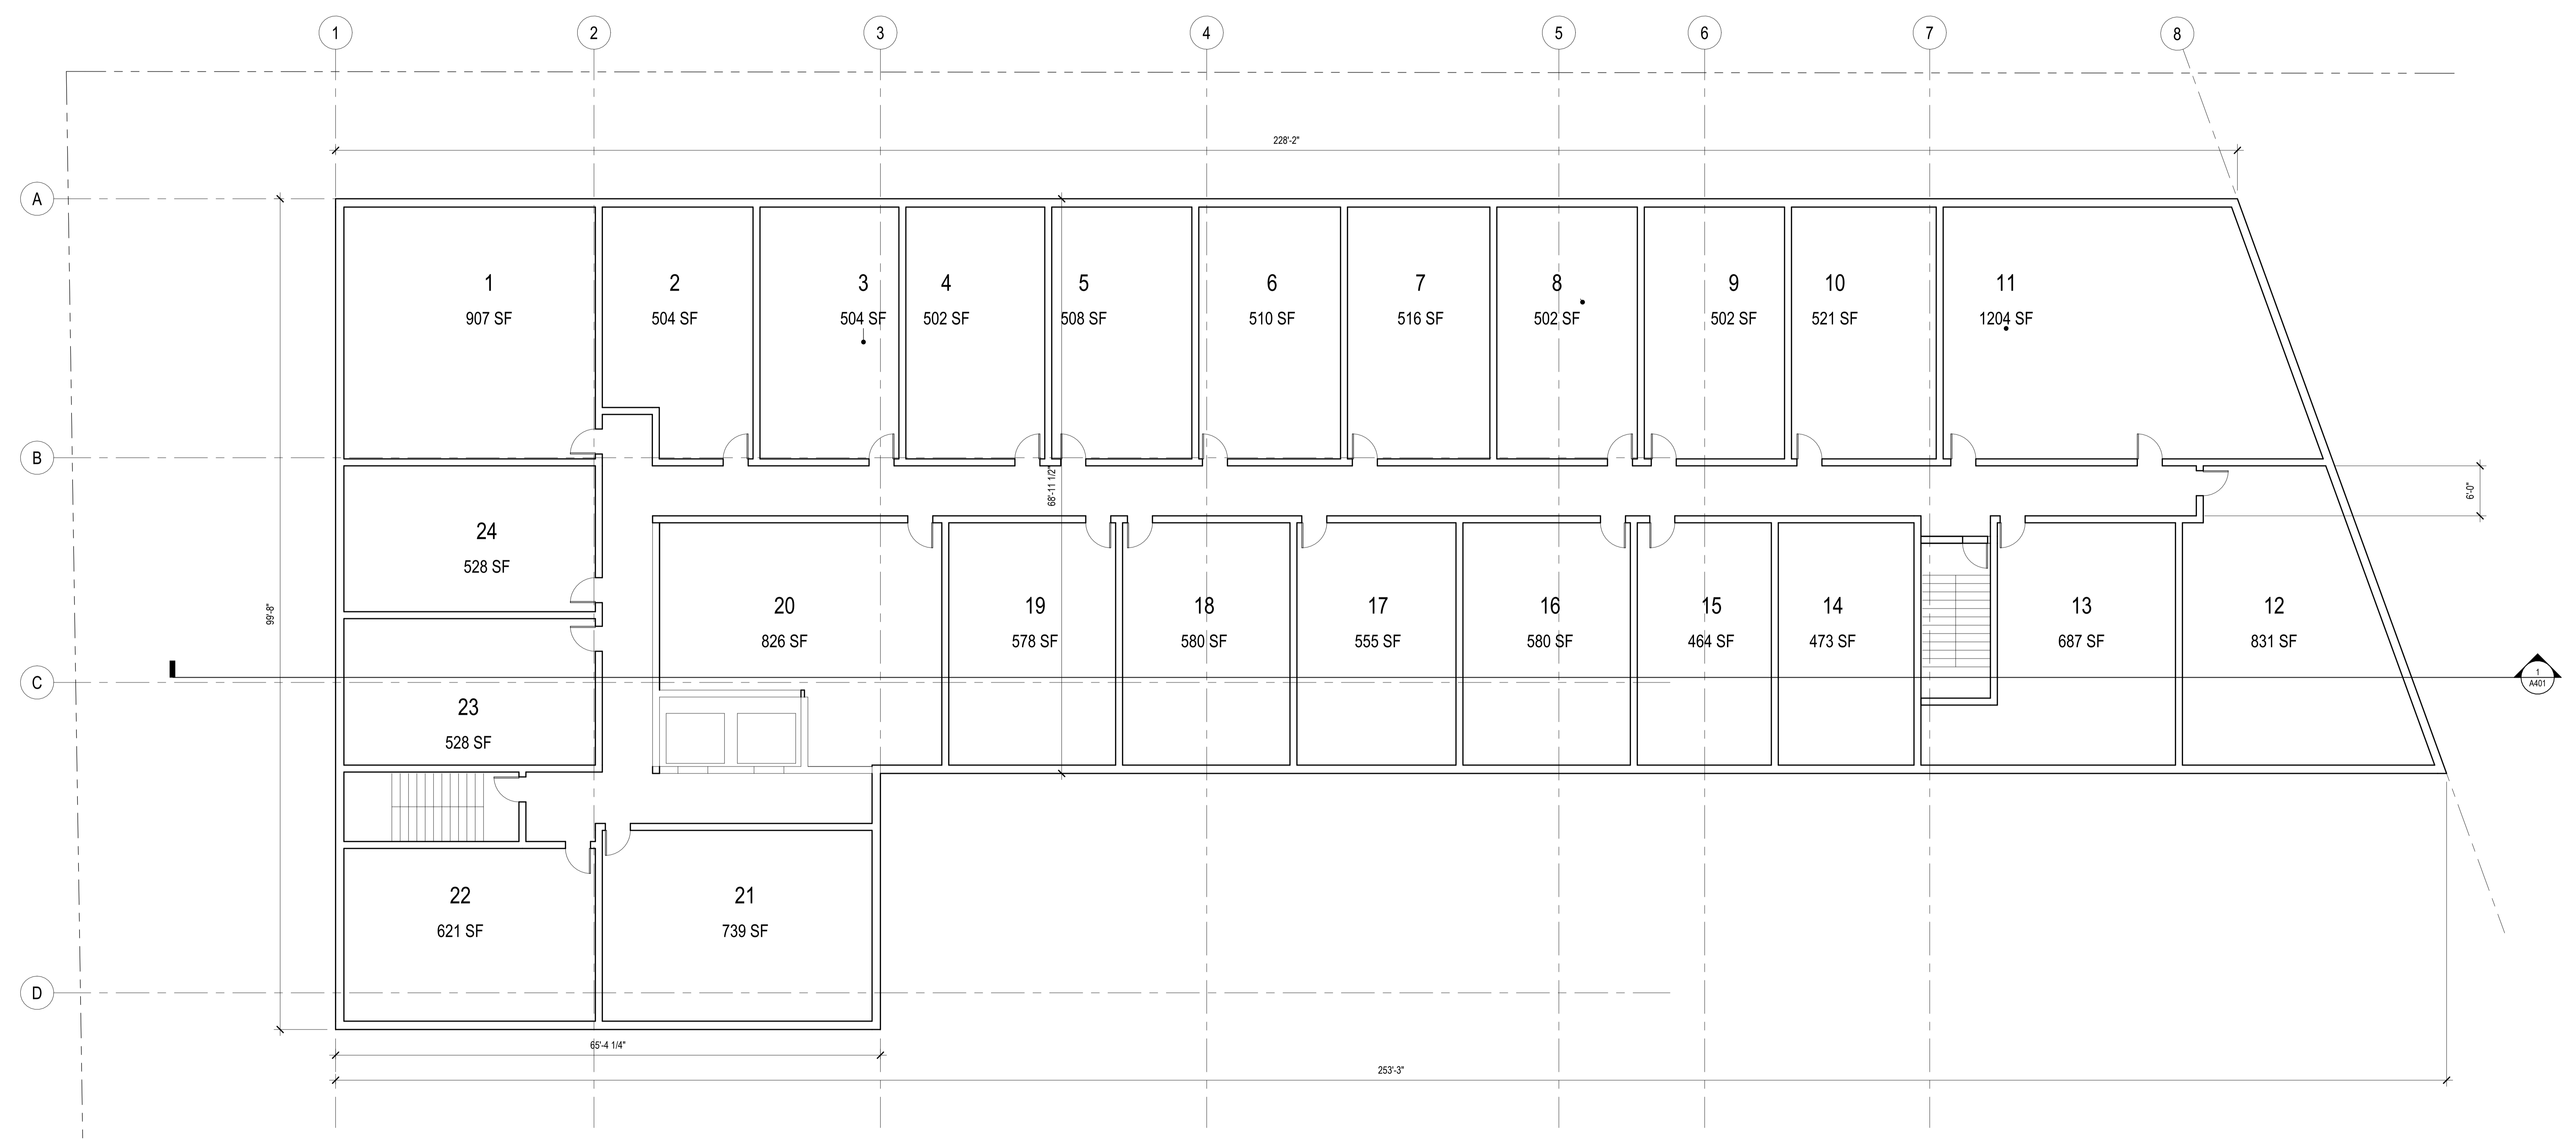 1
2
3
4
5
6
7
8
228'-2"
A
B
C
D
1
907 SF
2
504 SF
3
504 SF
4
502 SF
5
508 SF
6
510 SF
7
516 SF
8
502 SF
9
502 SF
10
521 SF
11
1204 SF
68'-11 1/2"
6'-0"
99'-8"
24
528 SF
23
528 SF
20
826 SF
19
578 SF
18
580 SF
17
555 SF
16
580 SF
15
464 SF
14
473 SF
13
687 SF
12
831 SF
1
A401
22
621 SF
21
739 SF
65'-4 1/4"
253'-3"